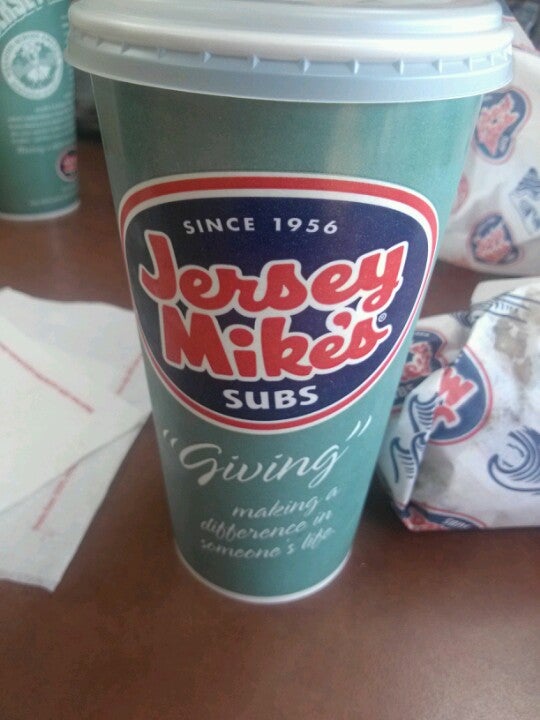 SINCE 1956
Jersey
Mike's®
SUBS
"Giving"
making a
difference in
someone's life.